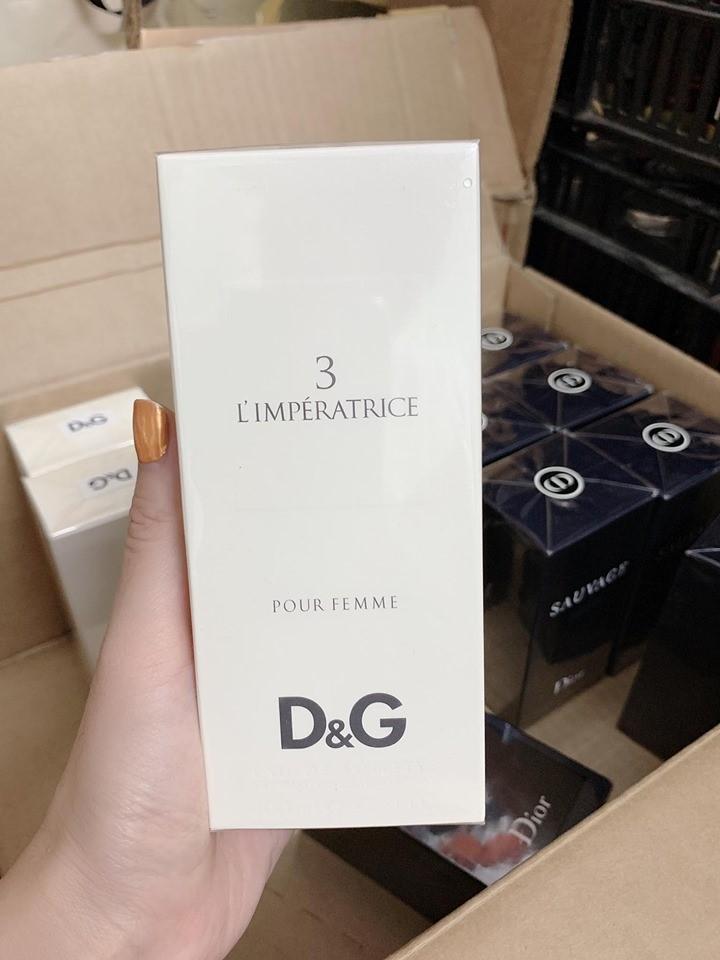 3
L'IMPÉRATRICE
POUR FEMME
D&G
D&G
D&G
SAUVAGE
Dior
Dior